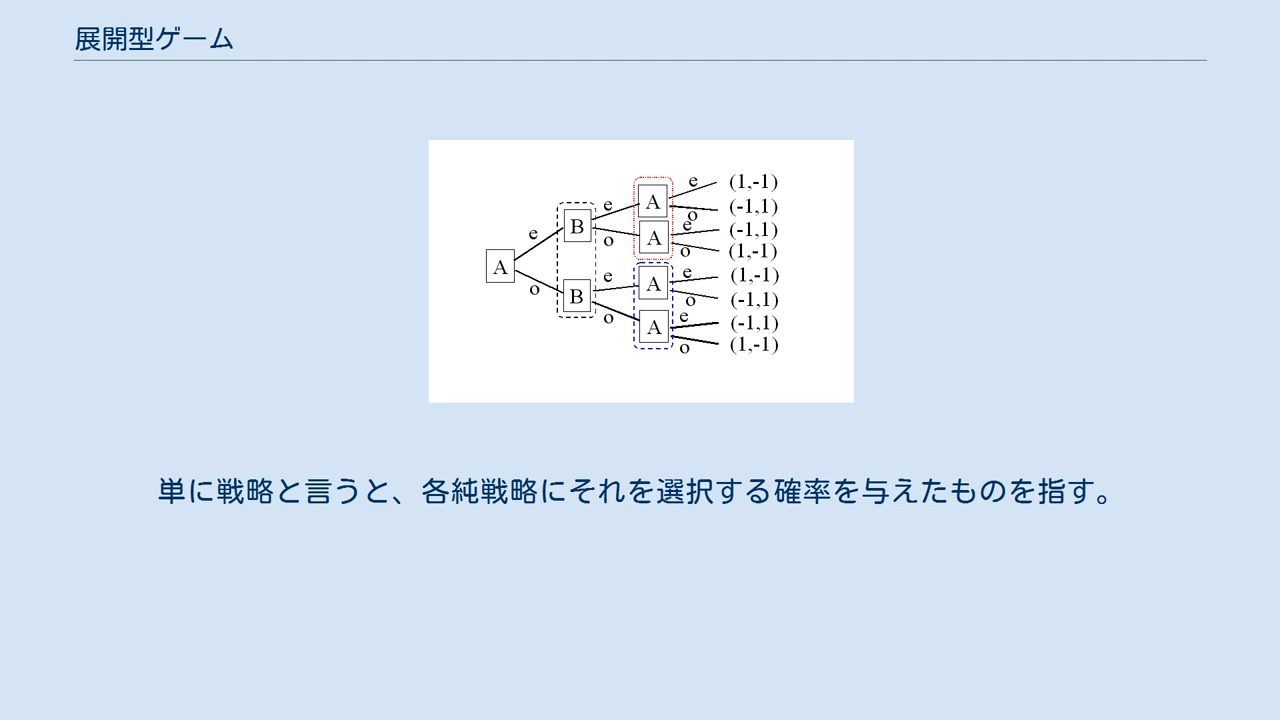 展開型ゲーム
e (1,-1)
e A o (-1,1)
B A e (-1,1)
e o o (1,-1)
A
o e A e (1,-1)
B o (-1,1)
o A e (-1,1)
o (1,-1)
単に戦略と言うと、各純戦略にそれを選択する確率を与えたものを指す。